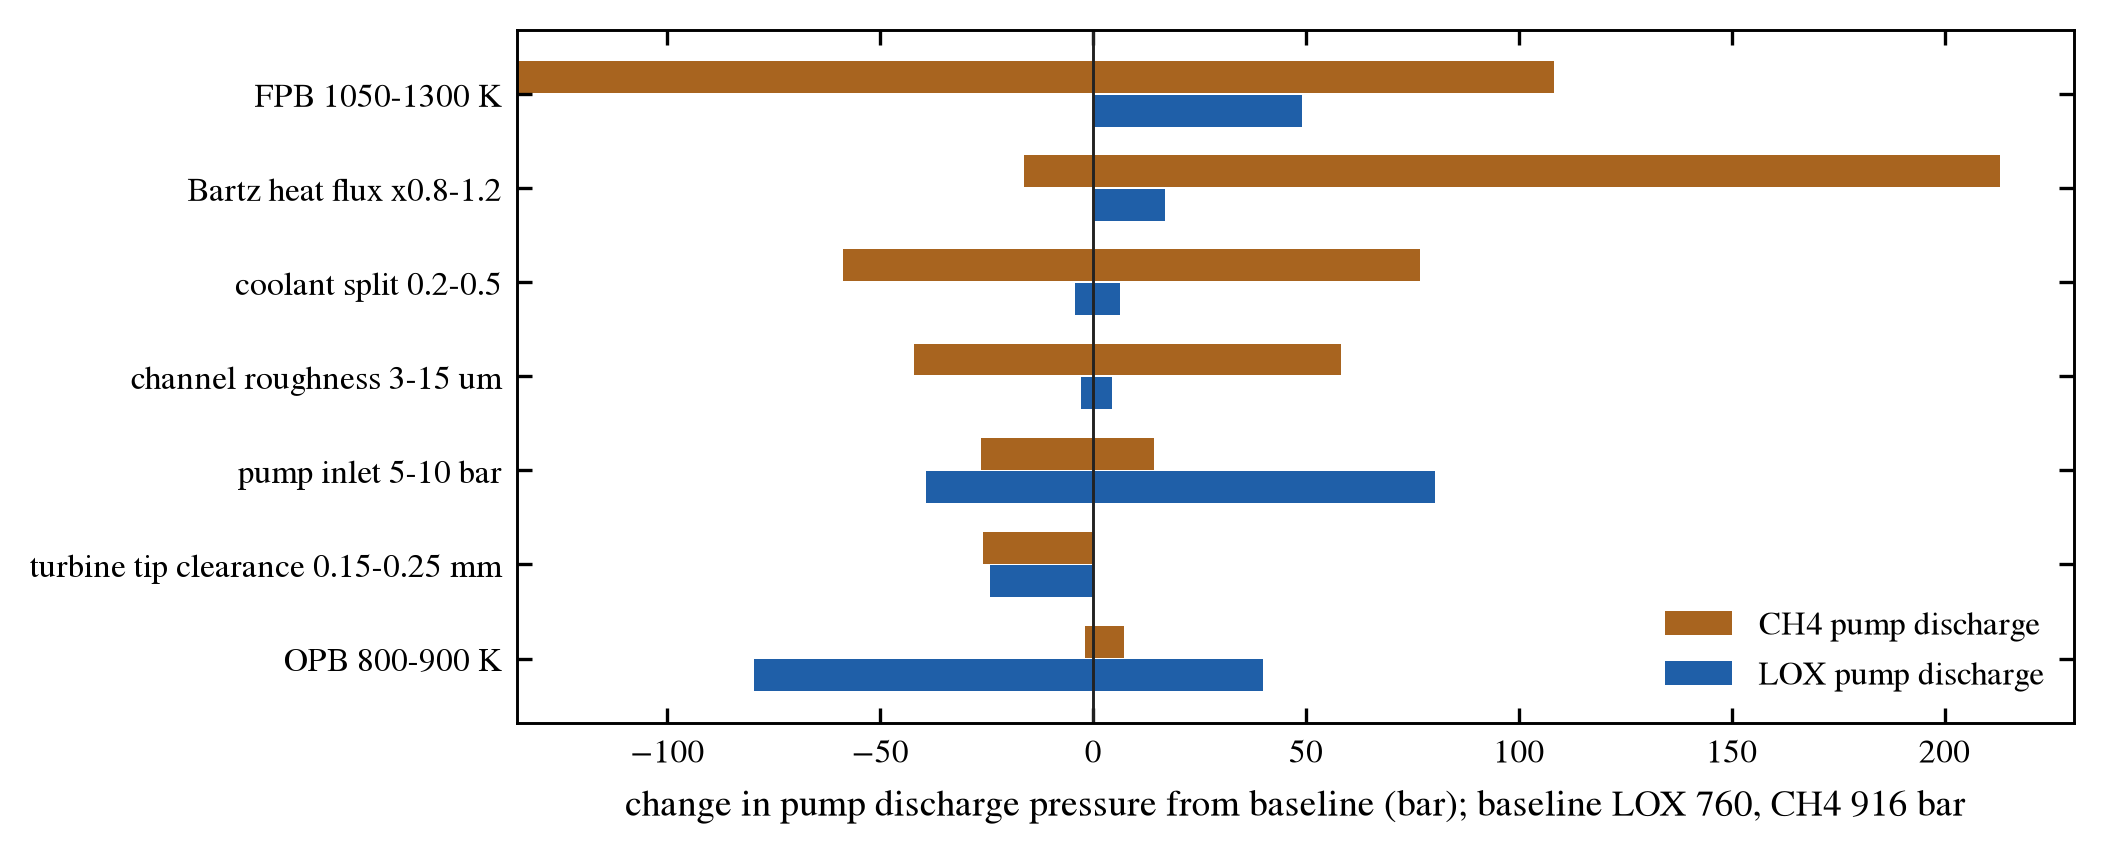 FPB 1050-1300 K
Bartz heat flux x0.8-1.2
coolant split 0.2-0.5
channel roughness 3-15 um
pump inlet 5-10 bar
turbine tip clearance 0.15-0.25 mm
OPB 800-900 K
CH4 pump discharge
LOX pump discharge
−100 −50 0 50 100 150 200
change in pump discharge pressure from baseline (bar); baseline LOX 760, CH4 916 bar